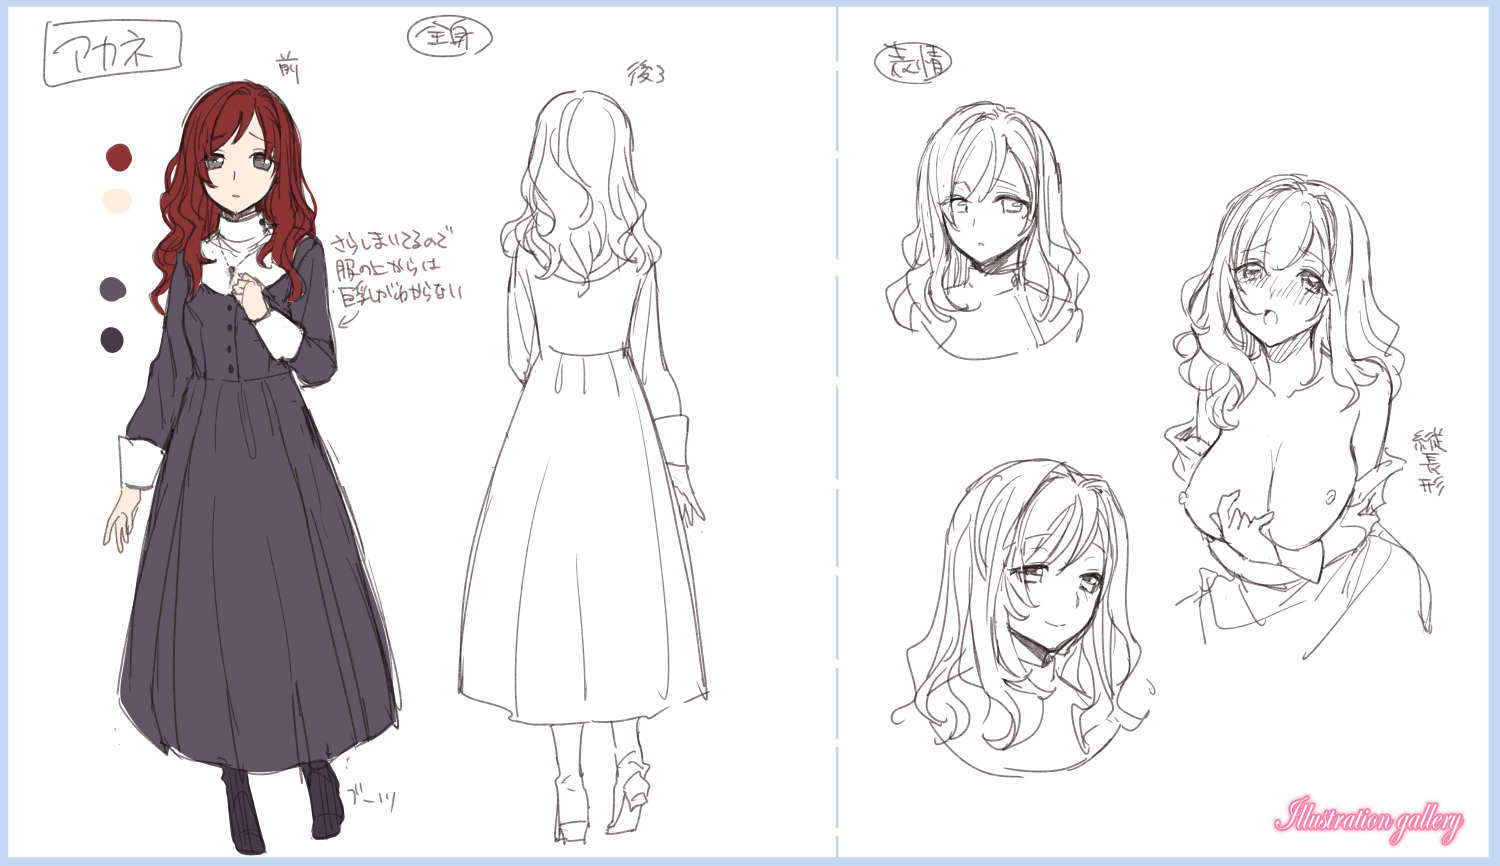 アカネ
全身
前
後ろ
さらしまいてるので
服の上からは
巨乳がわからない
ブーツ
表情
縦長形
Illustration gallery